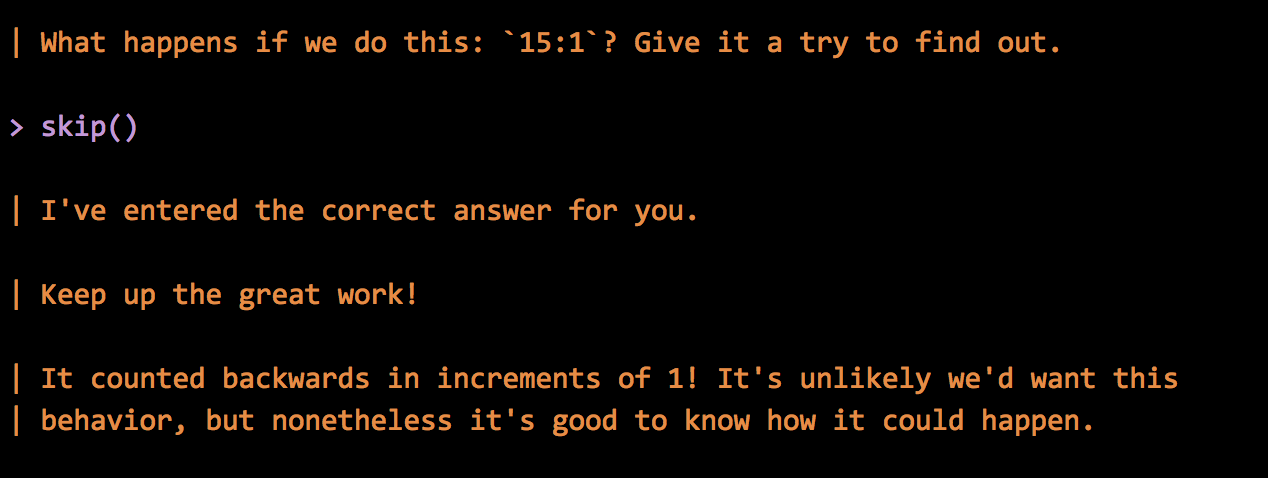 | What happens if we do this: `15:1`? Give it a try to find out.
> skip()
| I've entered the correct answer for you.
| Keep up the great work!
| It counted backwards in increments of 1! It's unlikely we'd want this
| behavior, but nonetheless it's good to know how it could happen.